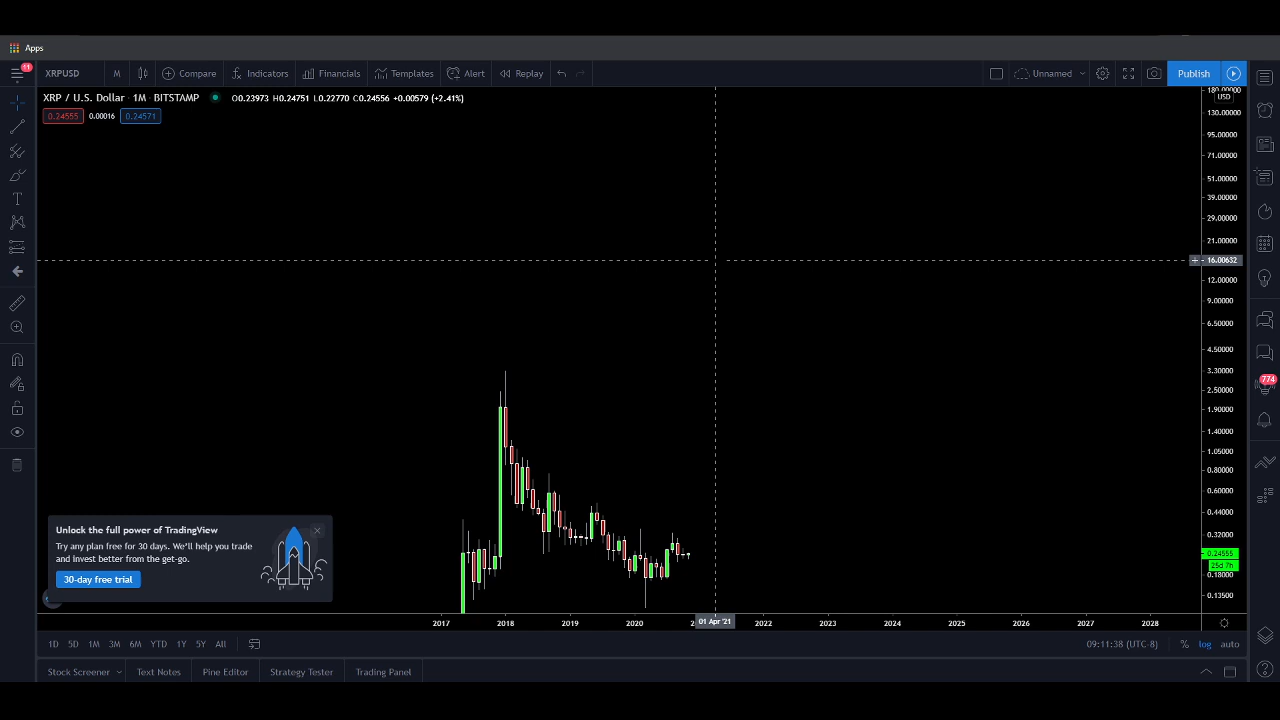 Apps
11
XRPUSD M Compare Indicators Financials Templates Alert Replay Unnamed Publish
XRP / U.S. Dollar · 1M · BITSTAMP O0.23973 H0.24751 L0.22770 C0.24556 +0.00579 (+2.41%)
0.24555 0.00016 0.24571
180.00000
USD
130.00000
95.00000
71.00000
51.00000
39.00000
29.00000
21.00000
16.00632
12.00000
9.00000
6.50000
4.50000
3.30000
774
2.50000
1.90000
1.40000
1.05000
0.80000
0.60000
0.44000
0.32000
0.24555
25d 7h
0.18000
0.13500
Unlock the full power of TradingView
Try any plan free for 30 days. We'll help you trade
and invest better from the get-go.
30-day free trial
2017 2018 2019 2020 01 Apr '21 2022 2023 2024 2025 2026 2027 2028
1D 5D 1M 3M 6M YTD 1Y 5Y All 09:11:38 (UTC-8) % log auto
Stock Screener Text Notes Pine Editor Strategy Tester Trading Panel